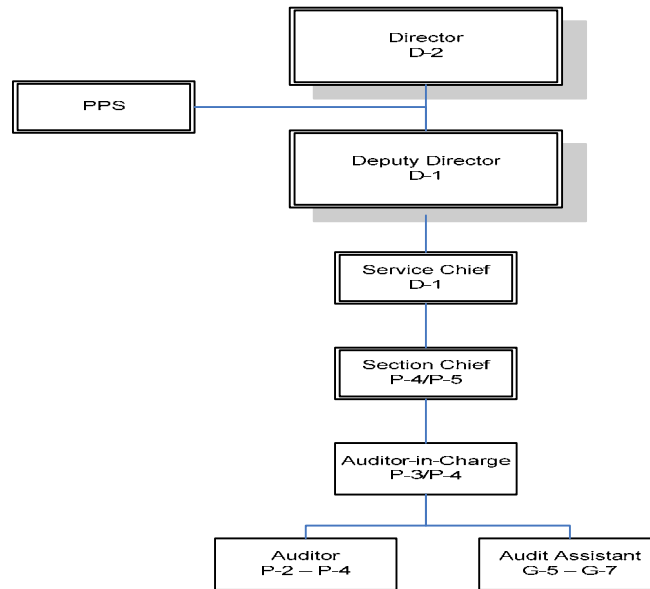 Director
D-2
PPS
Deputy Director
D-1
Service Chief
D-1
Section Chief
P-4/P-5
Auditor-in-Charge
P-3/P-4
Auditor
P-2 – P-4
Audit Assistant
G-5 – G-7